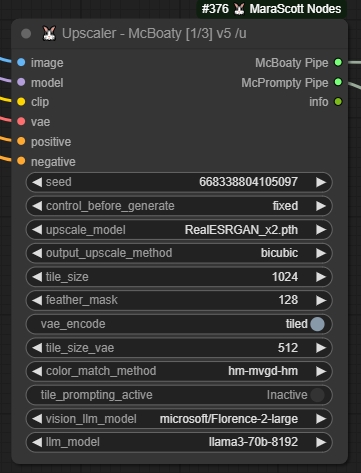 #376 🐰 MaraScott Nodes
🐰 Upscaler - McBoaty [1/3] v5 /u
image McBoaty Pipe
model McPrompty Pipe
clip info
vae
positive
negative
◀ seed 668338804105097 ▶
◀ control_before_generate fixed ▶
◀ upscale_model RealESRGAN_x2.pth ▶
◀ output_upscale_method bicubic ▶
◀ tile_size 1024 ▶
◀ feather_mask 128 ▶
vae_encode tiled
◀ tile_size_vae 512 ▶
◀ color_match_method hm-mvgd-hm ▶
tile_prompting_active Inactive
◀ vision_llm_model microsoft/Florence-2-large ▶
◀ llm_model llama3-70b-8192 ▶